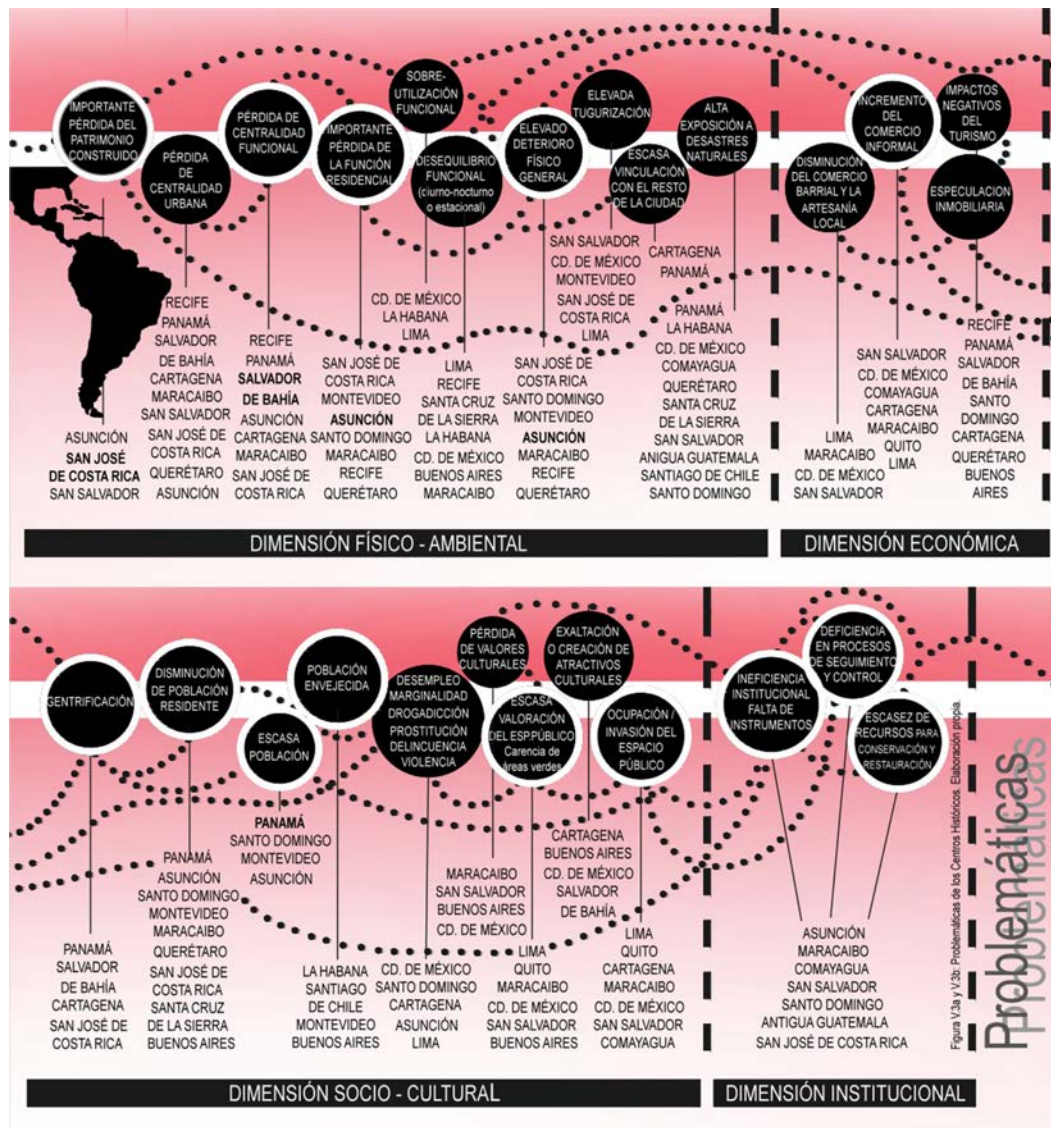 IMPORTANTE
PÉRDIDA DEL
PATRIMONIO
CONSTRUIDO
PÉRDIDA
DE
CENTRALIDAD
URBANA
PÉRDIDA DE
CENTRALIDAD
FUNCIONAL
IMPORTANTE
PÉRDIDA DE
LA FUNCIÓN
RESIDENCIAL
SOBRE-
UTILIZACIÓN
FUNCIONAL
DESEQUILIBRIO
FUNCIONAL
(ciurno-nocturno
o estacional)
ELEVADO
DETERIORO
FÍSICO
GENERAL
ELEVADA
TUGURIZACIÓN
ESCASA
VINCULACIÓN
CON EL RESTO
DE LA CIUDAD
ALTA
EXPOSICIÓN A
DESASTRES
NATURALES
DISMINUCIÓN
DEL COMERCIO
BARRIAL Y LA
ARTESANÍA
LOCAL
INCREMENTO
DEL
COMERCIO
INFORMAL
IMPACTOS
NEGATIVOS
DEL
TURISMO
ESPECULACION
INMOBILIARIA
ASUNCIÓN
SAN JOSÉ
DE COSTA RICA
SAN SALVADOR
RECIFE
PANAMÁ
SALVADOR
DE BAHÍA
CARTAGENA
MARACAIBO
SAN SALVADOR
SAN JOSÉ DE
COSTA RICA
QUERÉTARO
ASUNCIÓN
RECIFE
PANAMÁ
SALVADOR
DE BAHÍA
ASUNCIÓN
CARTAGENA
MARACAIBO
SAN JOSÉ DE
COSTA RICA
SAN JOSÉ DE
COSTA RICA
MONTEVIDEO
ASUNCIÓN
SANTO DOMINGO
MARACAIBO
RECIFE
QUERÉTARO
CD. DE MÉXICO
LA HABANA
LIMA
LIMA
RECIFE
SANTA CRUZ
DE LA SIERRA
LA HABANA
CD. DE MÉXICO
BUENOS AIRES
MARACAIBO
SAN JOSÉ DE
COSTA RICA
SANTO DOMINGO
MONTEVIDEO
ASUNCIÓN
MARACAIBO
RECIFE
QUERÉTARO
SAN SALVADOR
CD. DE MÉXICO
MONTEVIDEO
SAN JOSÉ DE
COSTA RICA
LIMA
CARTAGENA
PANAMÁ
PANAMÁ
LA HABANA
CD. DE MÉXICO
COMAYAGUA
QUERÉTARO
SANTA CRUZ
DE LA SIERRA
SAN SALVADOR
ANIGUA GUATEMALA
SANTIAGO DE CHILE
SANTO DOMINGO
LIMA
MARACAIBO
CD. DE MÉXICO
SAN SALVADOR
SAN SALVADOR
CD. DE MÉXICO
COMAYAGUA
CARTAGENA
MARACAIBO
QUITO
LIMA
RECIFE
PANAMÁ
SALVADOR
DE BAHÍA
SANTO
DOMINGO
CARTAGENA
QUERÉTARO
BUENOS
AIRES
DIMENSIÓN FÍSICO - AMBIENTAL
DIMENSIÓN ECONÓMICA
GENTRIFICACIÓN
DISMINUCIÓN
DE POBLACIÓN
RESIDENTE
ESCASA
POBLACIÓN
POBLACIÓN
ENVEJECIDA
DESEMPLEO
MARGINALIDAD
DROGADICCIÓN
PROSTITUCIÓN
DELINCUENCIA
VIOLENCIA
PÉRDIDA
DE VALORES
CULTURALES
ESCASA
VALORACIÓN
DEL ESP.PÚBLICO
Carencia de
áreas verdes
EXALTACIÓN
O CREACIÓN DE
ATRACTIVOS
CULTURALES
OCUPACIÓN /
INVASIÓN DEL
ESPACIO
PÚBLICO
INEFICIENCIA
INSTITUCIONAL
FALTA DE
INSTRUMENTOS
DEFICIENCIA
EN PROCESOS
DE SEGUIMIENTO
Y CONTROL
ESCASEZ DE
RECURSOS PARA
CONSERVACIÓN Y
RESTAURACIÓN
PANAMÁ
SALVADOR
DE BAHÍA
CARTAGENA
SAN JOSÉ DE
COSTA RICA
PANAMÁ
ASUNCIÓN
SANTO DOMINGO
MONTEVIDEO
MARACAIBO
QUERÉTARO
SAN JOSÉ DE
COSTA RICA
SANTA CRUZ
DE LA SIERRA
BUENOS AIRES
PANAMÁ
SANTO DOMINGO
MONTEVIDEO
ASUNCIÓN
LA HABANA
SANTIAGO
DE CHILE
MONTEVIDEO
BUENOS AIRES
CD. DE MÉXICO
SANTO DOMINGO
CARTAGENA
ASUNCIÓN
LIMA
MARACAIBO
SAN SALVADOR
BUENOS AIRES
CD. DE MÉXICO
LIMA
QUITO
MARACAIBO
CD. DE MÉXICO
SAN SALVADOR
BUENOS AIRES
CARTAGENA
BUENOS AIRES
CD. DE MÉXICO
SALVADOR
DE BAHÍA
LIMA
QUITO
CARTAGENA
MARACAIBO
CD. DE MÉXICO
SAN SALVADOR
COMAYAGUA
ASUNCIÓN
MARACAIBO
COMAYAGUA
SAN SALVADOR
SANTO DOMINGO
ANTIGUA GUATEMALA
SAN JOSÉ DE COSTA RICA
DIMENSIÓN SOCIO - CULTURAL
DIMENSIÓN INSTITUCIONAL
Figura V.3a y V.3b: Problemáticas de los Centros Históricos. Elaboración propia.
Problemáticas
problemáticas